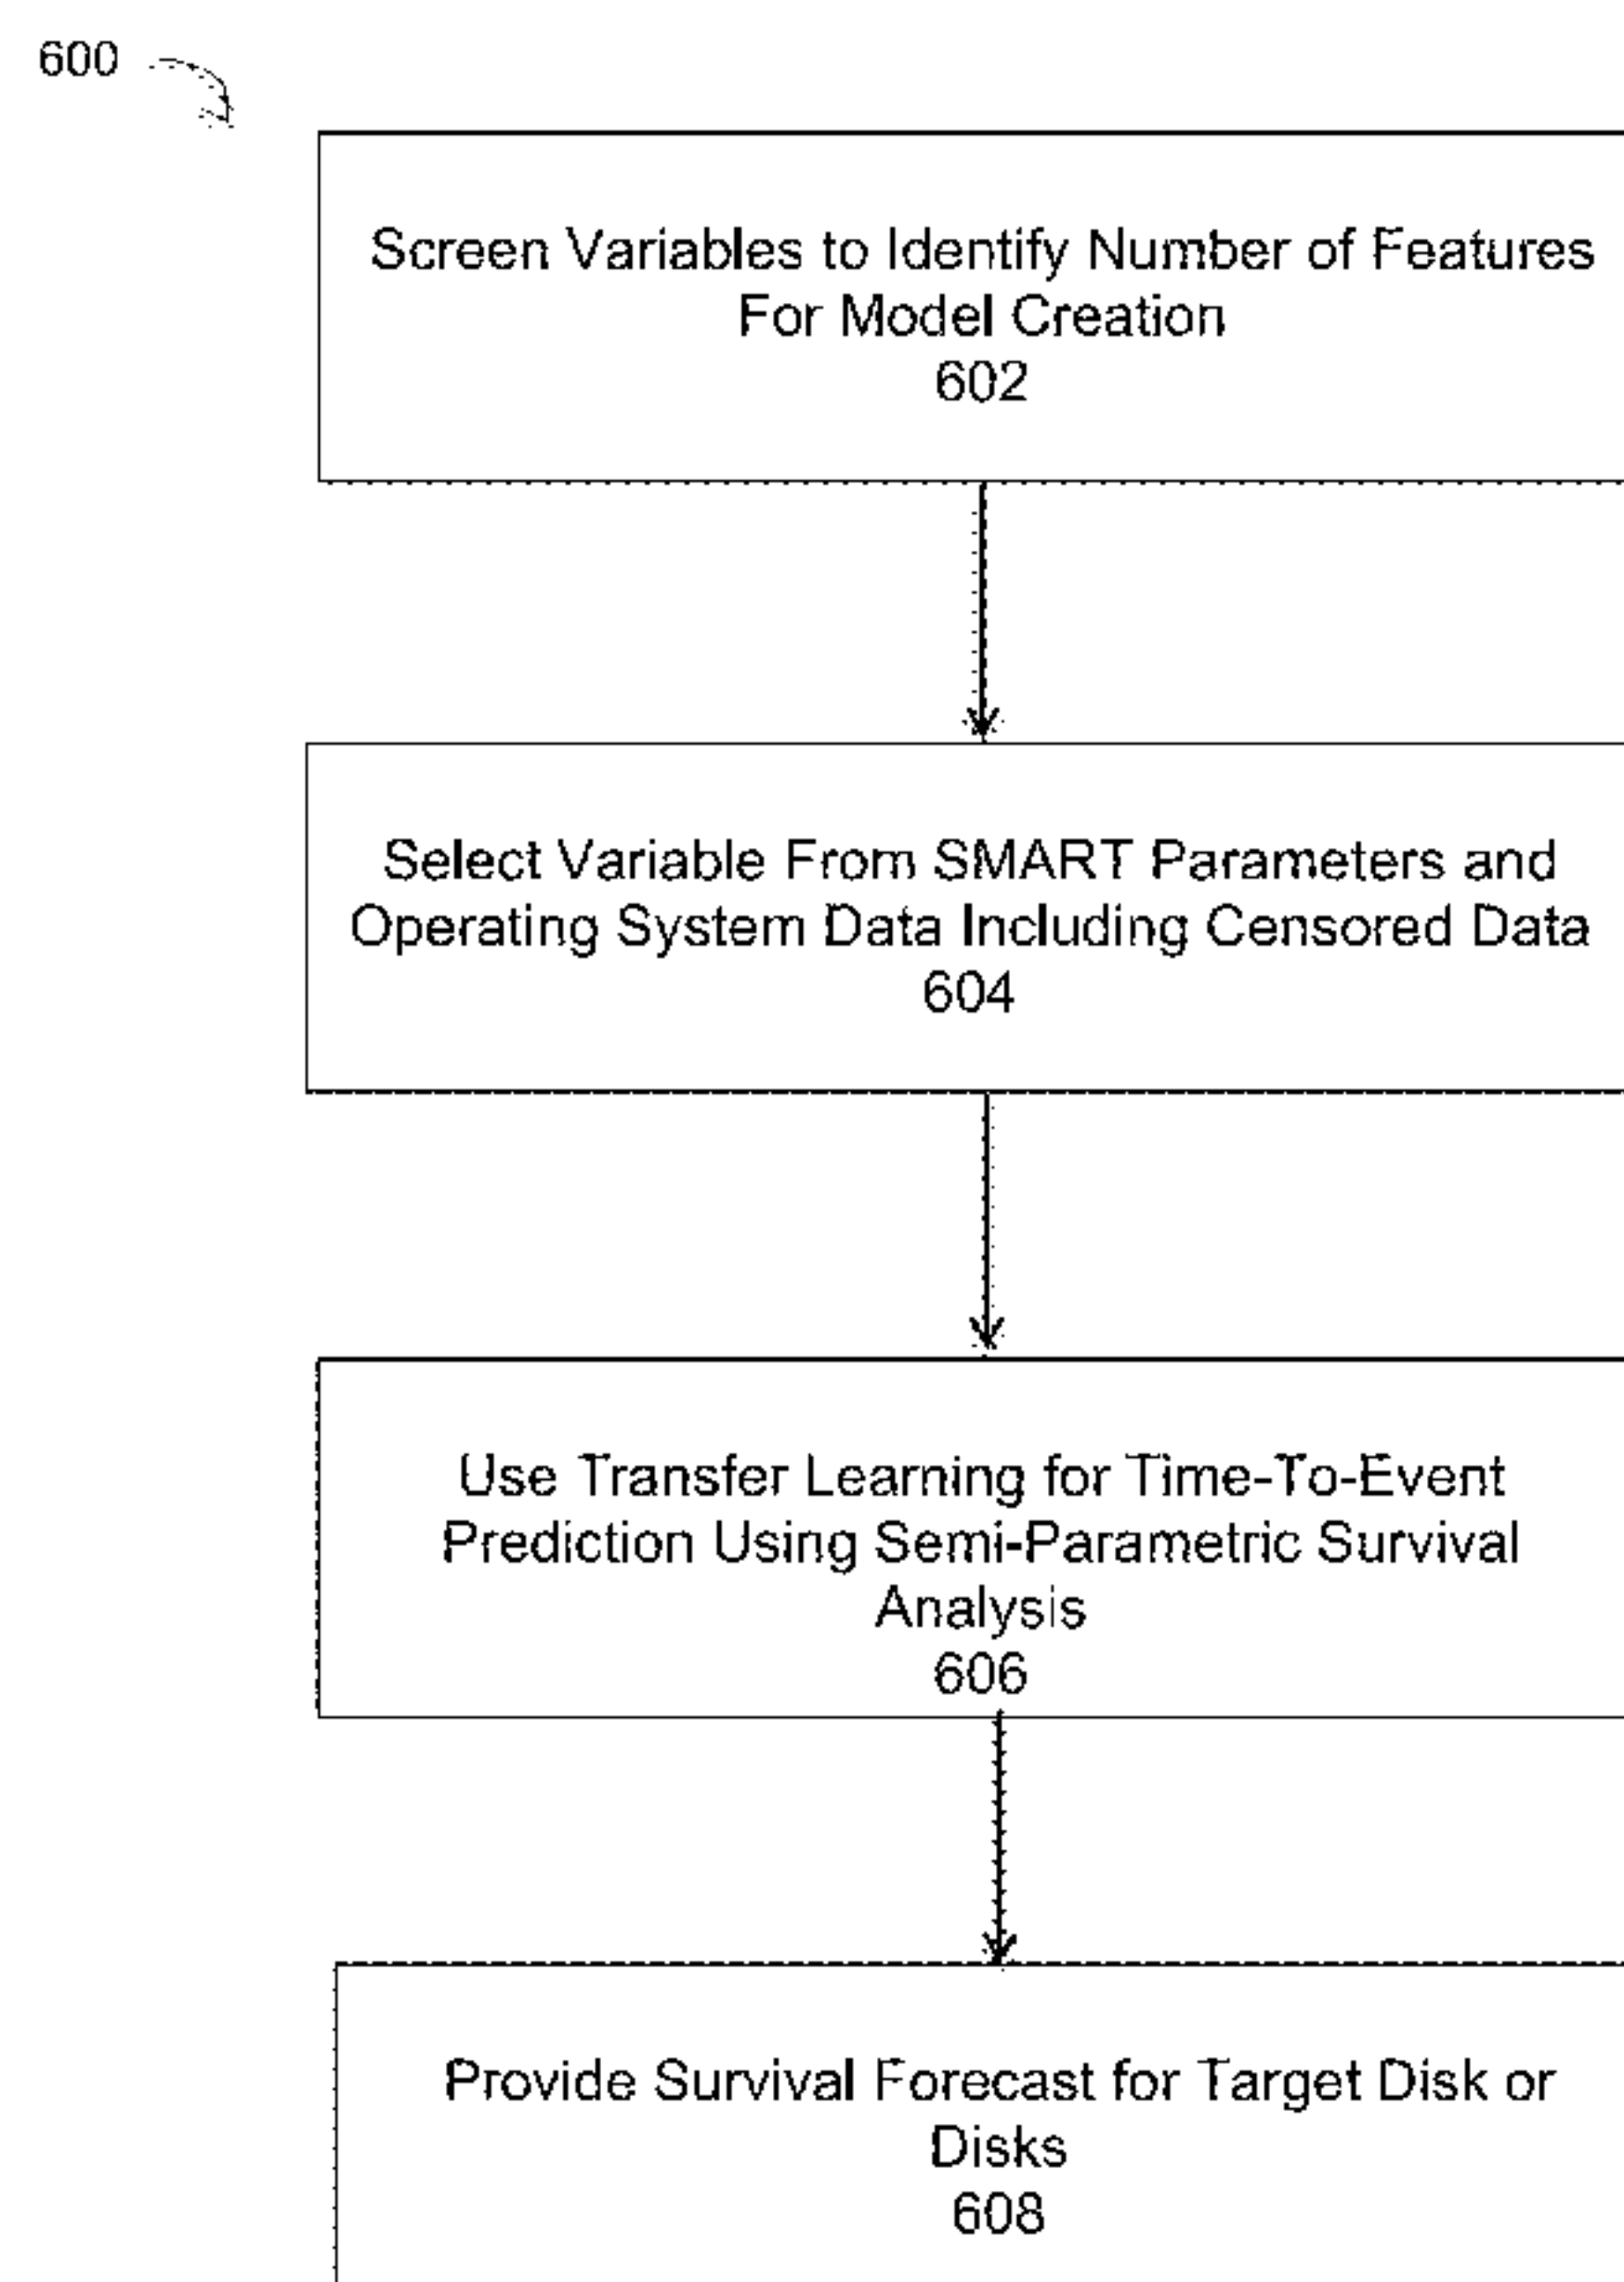 600
Screen Variables to Identify Number of Features
For Model Creation
602
Select Variable From SMART Parameters and
Operating System Data Including Censored Data
604
Use Transfer Learning for Time-To-Event
Prediction Using Semi-Parametric Survival
Analysis
606
Provide Survival Forecast for Target Disk or
Disks
608